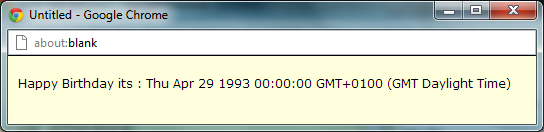 Untitled - Google Chrome
about:blank
Happy Birthday its : Thu Apr 29 1993 00:00:00 GMT+0100 (GMT Daylight Time)